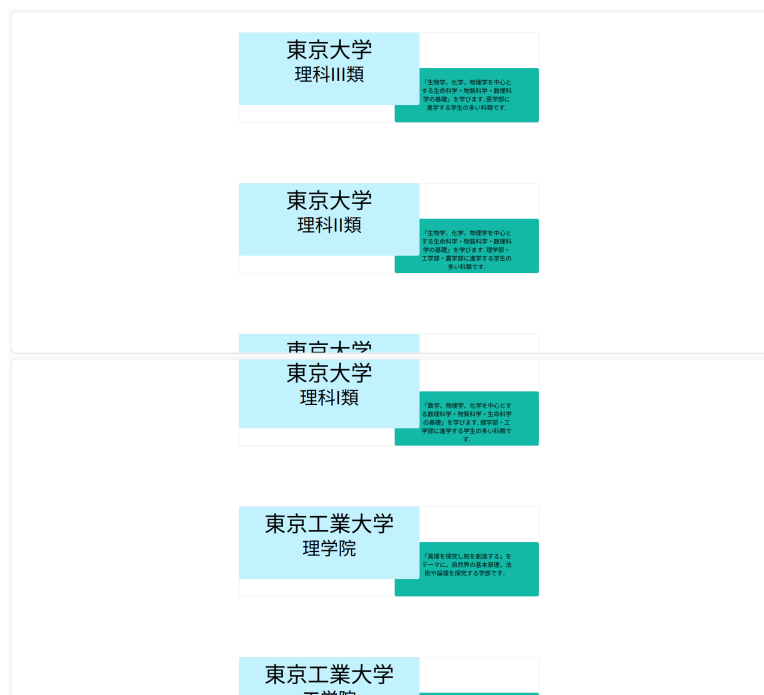 東京大学
理科III類
「生物学、化学、物理学を中心と
する生命科学・物質科学・数理科
学の基礎」を学びます. 医学部に
進学する学生の多い科類です.
東京大学
理科II類
「生物学、化学、物理学を中心と
する生命科学・物質科学・数理科
学の基礎」を学びます. 理学部・
工学部・農学部に進学する学生の
多い科類です.
東京大学
東京大学
理科I類
「数学、物理学、化学を中心とす
る数理科学・物質科学・生命科学
の基礎」を学びます. 理学部・工
学部に進学する学生の多い科類で
す.
東京工業大学
理学院
「真理を探究し知を創造する」を
テーマに、自然界の基本原理、法
則や論理を探究する学部です.
東京工業大学
工学院